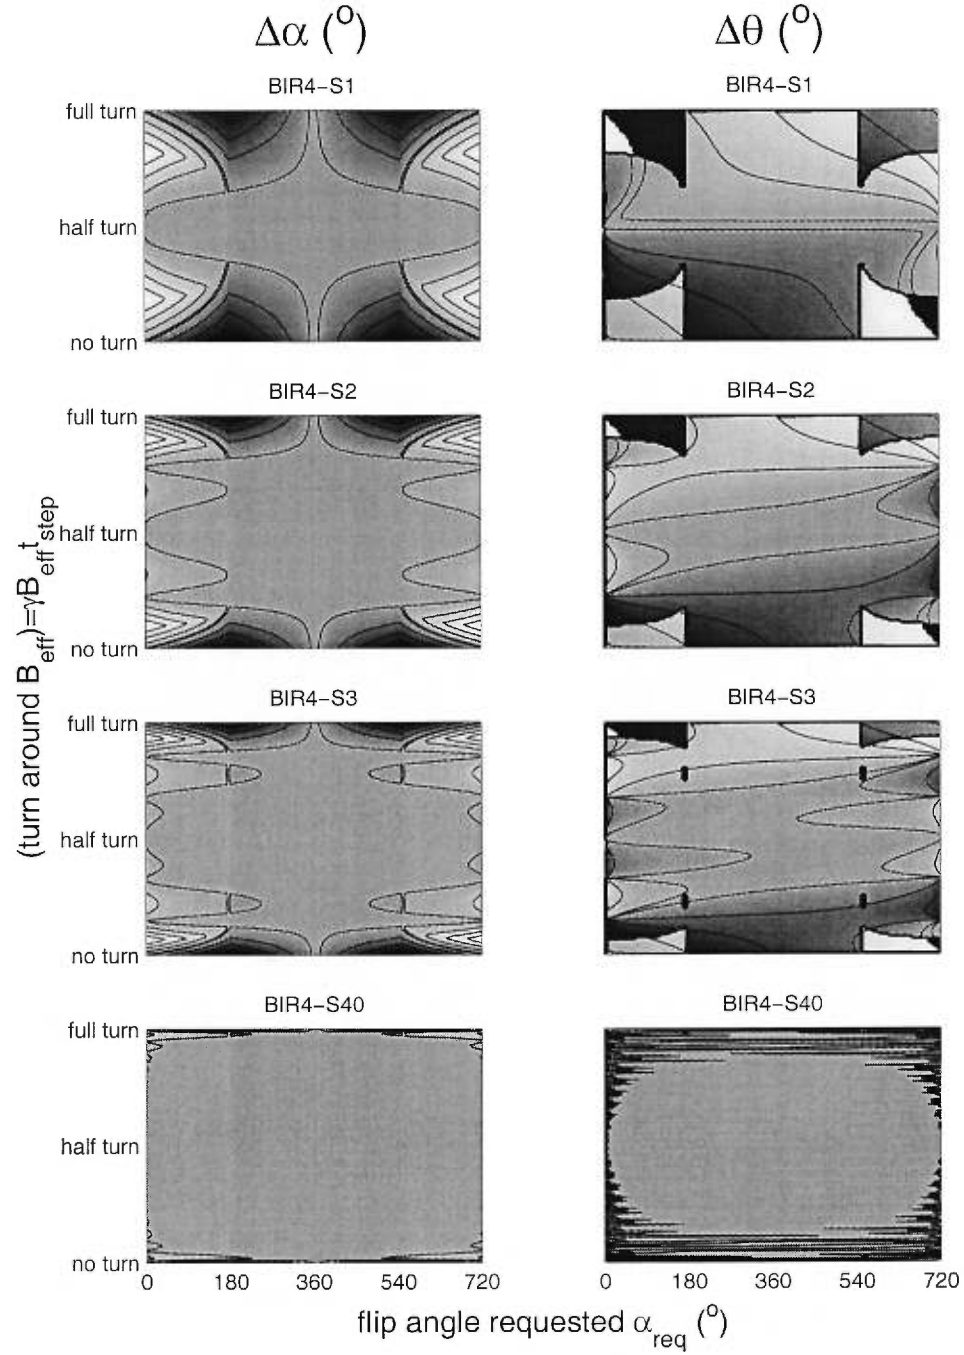 Δα (°) Δθ (°)
BIR4−S1 BIR4−S1
full turn
half turn
no turn
BIR4−S2 BIR4−S2
full turn
half turn
no turn
BIR4−S3 BIR4−S3
full turn
half turn
no turn
BIR4−S40 BIR4−S40
full turn
half turn
no turn
(turn around B_eff)=γB_eff t_step
0 180 360 540 720 0 180 360 540 720
flip angle requested α_req (°)